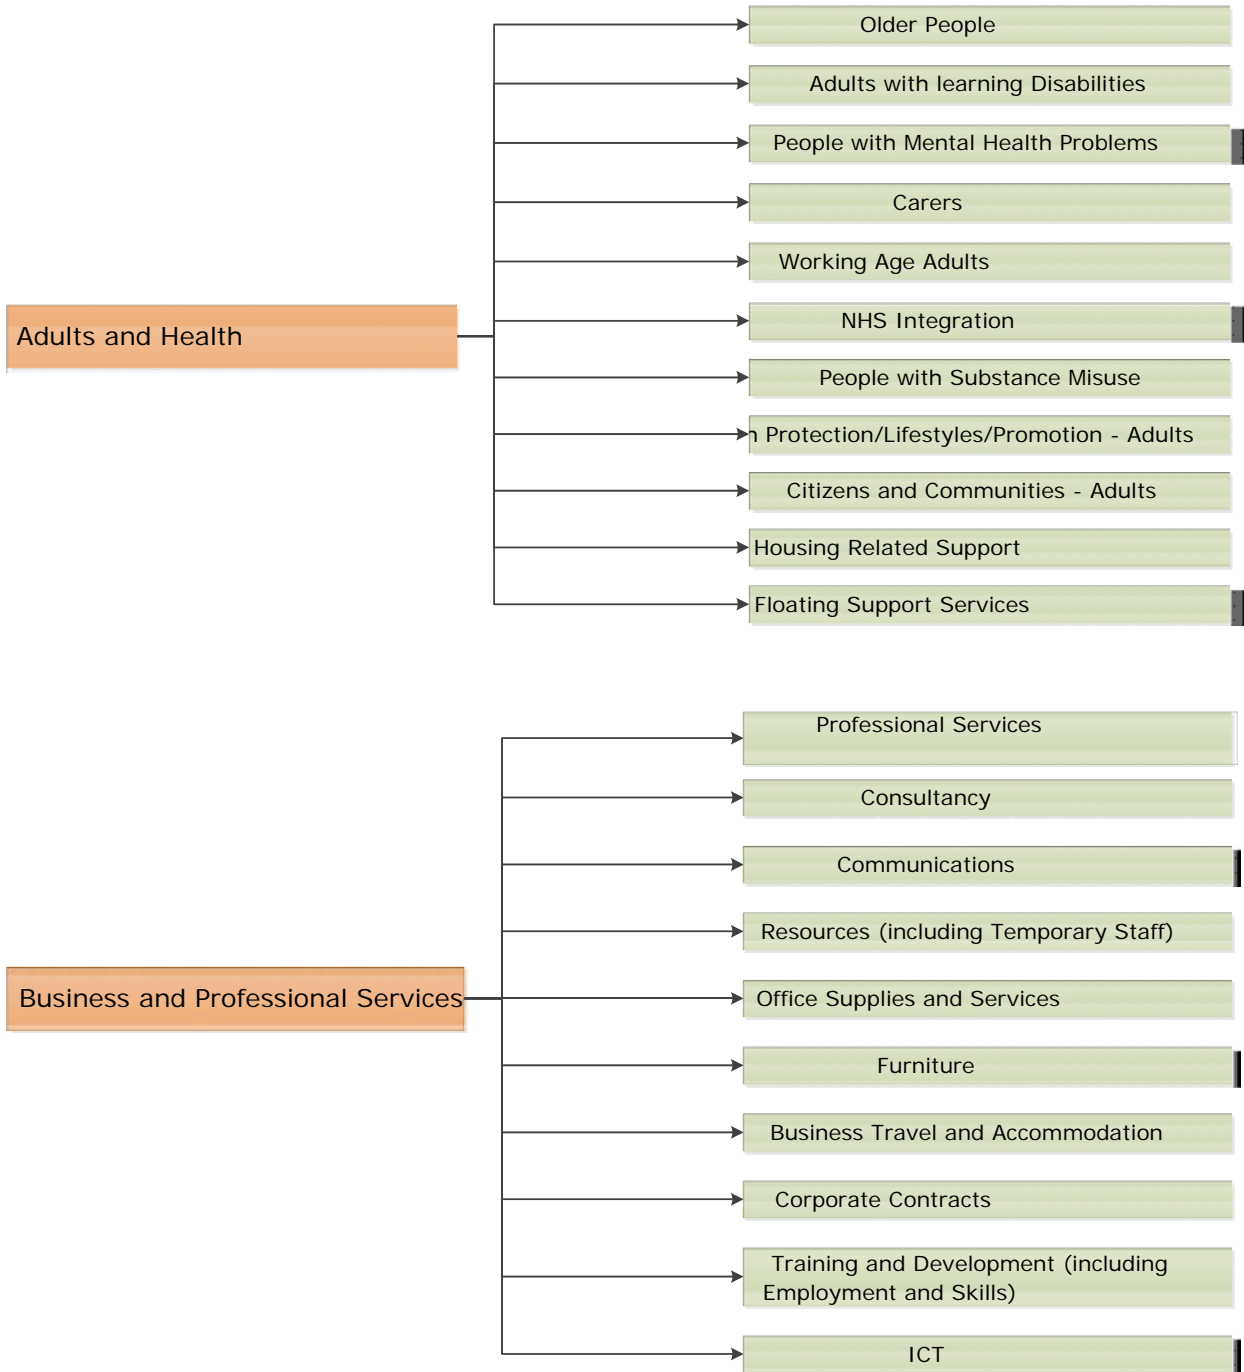 Older People
Adults with learning Disabilities
People with Mental Health Problems
Carers
Working Age Adults
Adults and Health
NHS Integration
People with Substance Misuse
Protection/Lifestyles/Promotion - Adults
Citizens and Communities - Adults
Housing Related Support
Floating Support Services
Professional Services
Consultancy
Communications
Resources (including Temporary Staff)
Business and Professional Services
Office Supplies and Services
Furniture
Business Travel and Accommodation
Corporate Contracts
Training and Development (including
Employment and Skills)
ICT